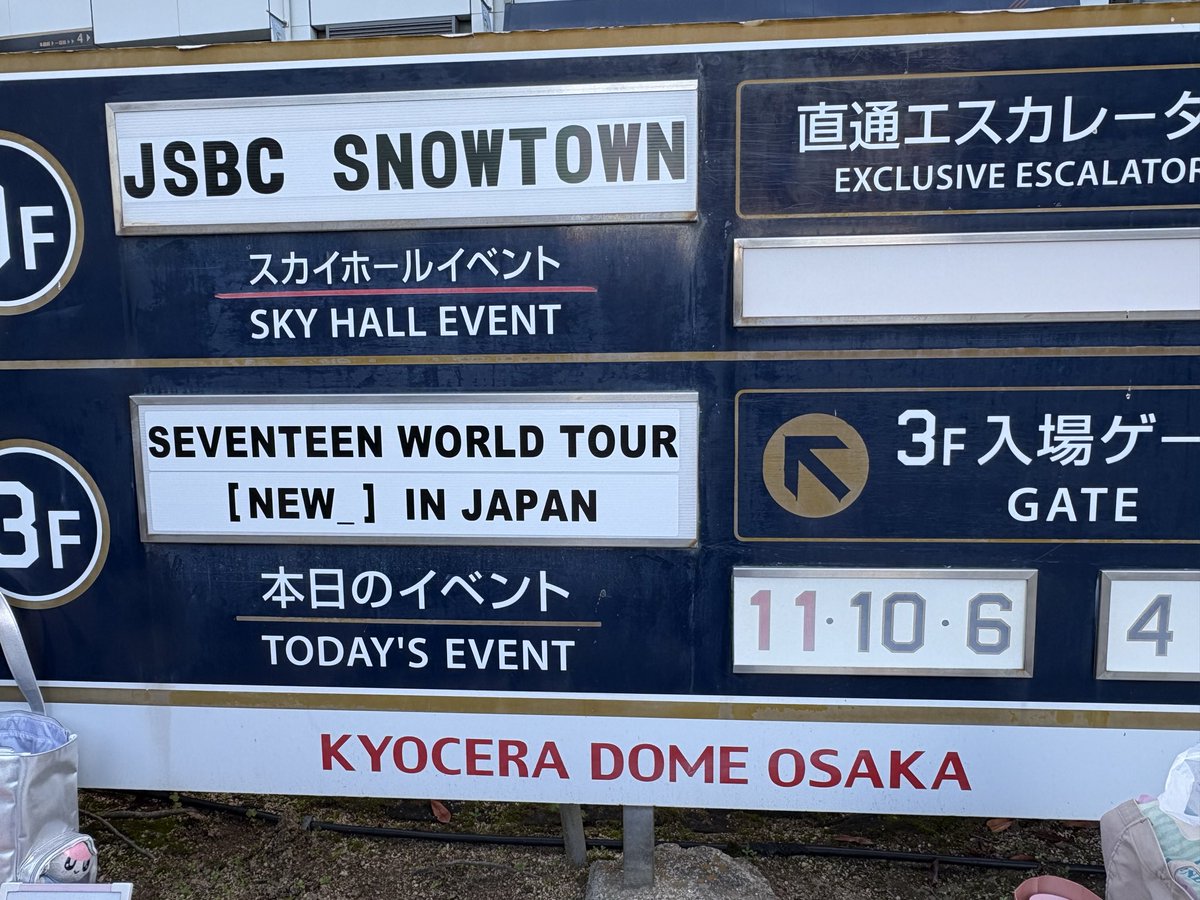 JSBC SNOWTOWN
スカイホールイベント
SKY HALL EVENT
直通エスカレータ
EXCLUSIVE ESCALATOR
F
3F
SEVENTEEN WORLD TOUR
[NEW_] IN JAPAN
本日のイベント
TODAY'S EVENT
3F入場ゲー
GATE
11・10・6
4
KYOCERA DOME OSAKA